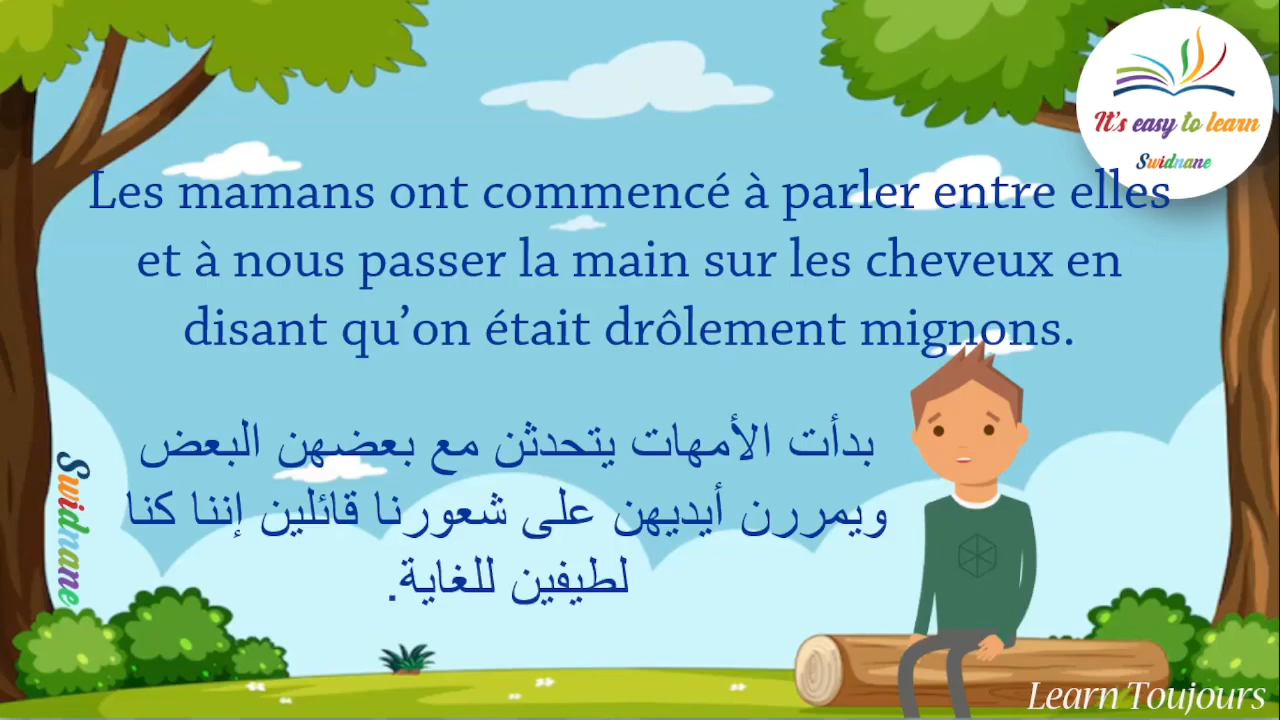 It's easy to learn
Swidnane
Les mamans ont commencé à parler entre elles
et à nous passer la main sur les cheveux en
disant qu’on était drôlement mignons.
بدأت الأمهات يتحدثن مع بعضهن البعض
ويمررن أيديهن على شعورنا قائلين إننا كنا
لطيفين للغاية.
Swidnane
Learn Toujours